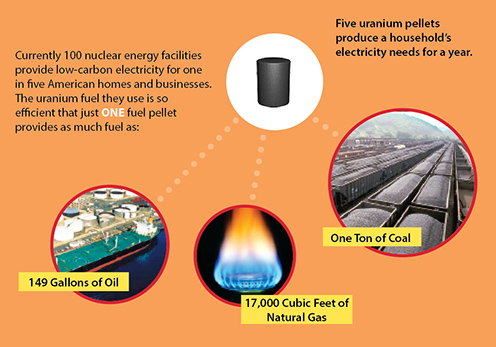 Currently 100 nuclear energy facilities
provide low-carbon electricity for one
in five American homes and businesses.
The uranium fuel they use is so
efficient that just ONE fuel pellet
provides as much fuel as:
Five uranium pellets
produce a household's
electricity needs for a year.
149 Gallons of Oil
17,000 Cubic Feet of
Natural Gas
One Ton of Coal